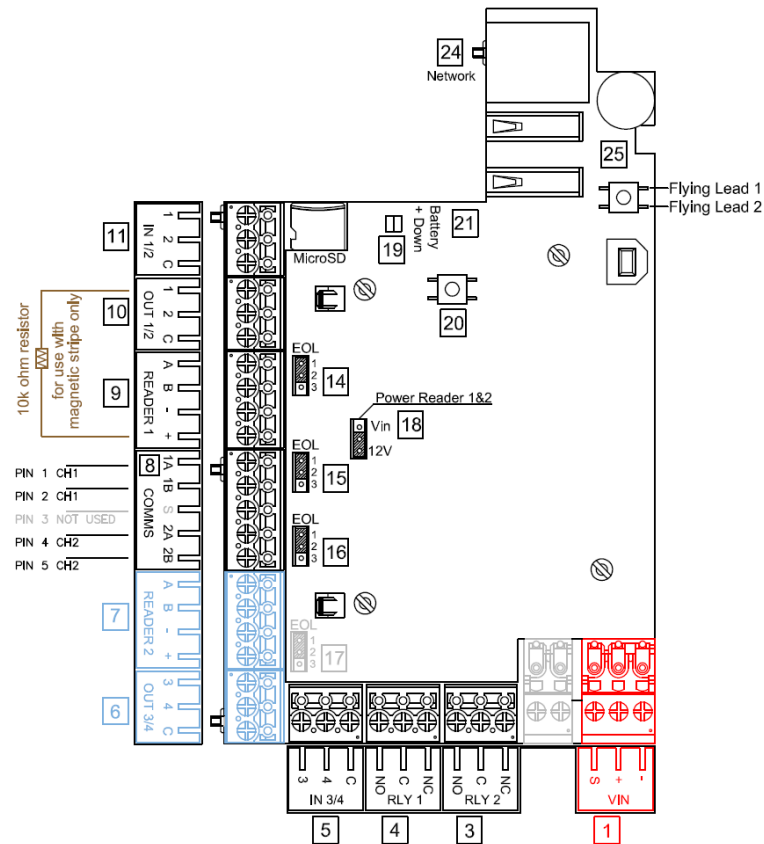 24
Network
25
Flying Lead 1
Flying Lead 2
11
1
2
C
IN 1/2
MicroSD
19
Battery
+ Down
21
20
10k ohm resistor
for use with
magnetic stripe only
10
1
2
C
OUT 1/2
9
A
B
-
+
READER 1
EOL
1
2
3
14
Power Reader 1&2
Vin
12V
18
8
1A
1B
S
2A
2B
COMMS
PIN 1 CH1
PIN 2 CH1
PIN 3 NOT USED
PIN 4 CH2
PIN 5 CH2
EOL
1
2
3
15
EOL
1
2
3
16
7
A
B
-
+
READER 2
EOL
1
2
3
17
6
3
4
C
OUT 3/4
3
4
C
IN 3/4
5
NO
C
NC
RLY 1
4
NO
C
NC
RLY 2
3
S
+
-
VIN
1